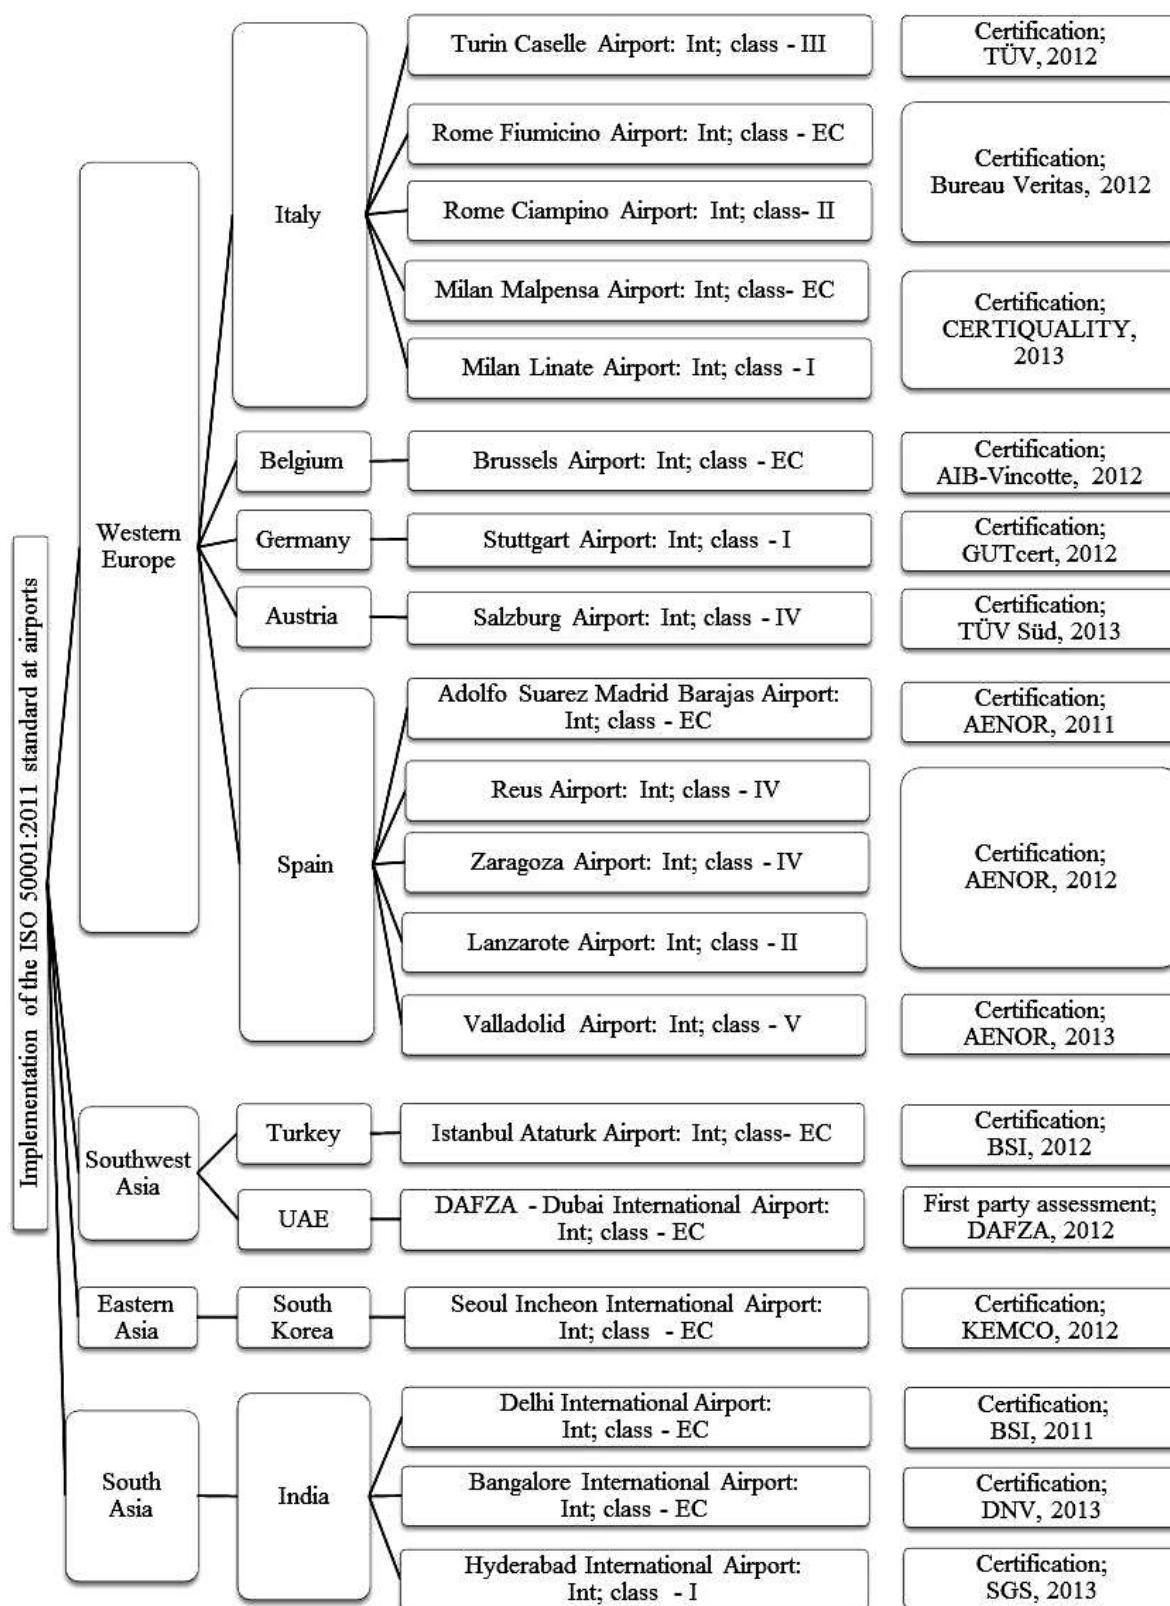 Implementation of the ISO 50001:2011 standard at airports
Western
Europe
Italy
Turin Caselle Airport: Int; class - III
Certification;
TÜV, 2012
Rome Fiumicino Airport: Int; class - EC
Rome Ciampino Airport: Int; class- II
Certification;
Bureau Veritas, 2012
Milan Malpensa Airport: Int; class- EC
Milan Linate Airport: Int; class - I
Certification;
CERTIQUALITY,
2013
Belgium
Brussels Airport: Int; class - EC
Certification;
AIB-Vincotte, 2012
Germany
Stuttgart Airport: Int; class - I
Certification;
GUTcert, 2012
Austria
Salzburg Airport: Int; class - IV
Certification;
TÜV Süd, 2013
Spain
Adolfo Suarez Madrid Barajas Airport:
Int; class - EC
Certification;
AENOR, 2011
Reus Airport: Int; class - IV
Zaragoza Airport: Int; class - IV
Lanzarote Airport: Int; class - II
Certification;
AENOR, 2012
Valladolid Airport: Int; class - V
Certification;
AENOR, 2013
Southwest
Asia
Turkey
Istanbul Ataturk Airport: Int; class- EC
Certification;
BSI, 2012
UAE
DAFZA - Dubai International Airport:
Int; class - EC
First party assessment;
DAFZA, 2012
Eastern
Asia
South
Korea
Seoul Incheon International Airport:
Int; class - EC
Certification;
KEMCO, 2012
South
Asia
India
Delhi International Airport:
Int; class - EC
Certification;
BSI, 2011
Bangalore International Airport:
Int; class - EC
Certification;
DNV, 2013
Hyderabad International Airport:
Int; class - I
Certification;
SGS, 2013